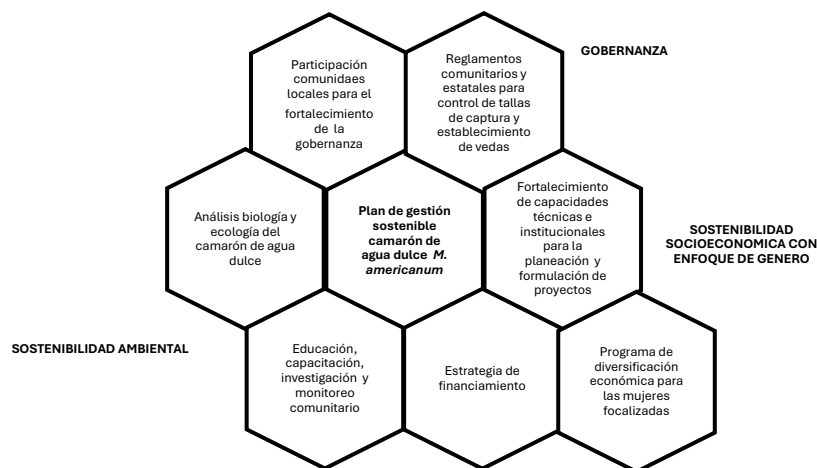 Participación
comunidaes
locales para el
fortalecimiento
de la
gobernanza
Reglamentos
comunitarios y
estatales para
control de tallas
de captura y
establecimiento
de vedas
GOBERNANZA
Análisis biología y
ecología del
camarón de agua
dulce
Plan de gestión
sostenible
camarón de
agua dulce M.
americanum
Fortalecimiento
de capacidades
técnicas e
institucionales
para la
planeación y
formulación de
proyectos
SOSTENIBILIDAD
SOCIOECONOMICA CON
ENFOQUE DE GENERO
SOSTENIBILIDAD AMBIENTAL
Educación,
capacitación,
investigación y
monitoreo
comunitario
Estrategia de
financiamiento
Programa de
diversificación
económica para
las mujeres
focalizadas